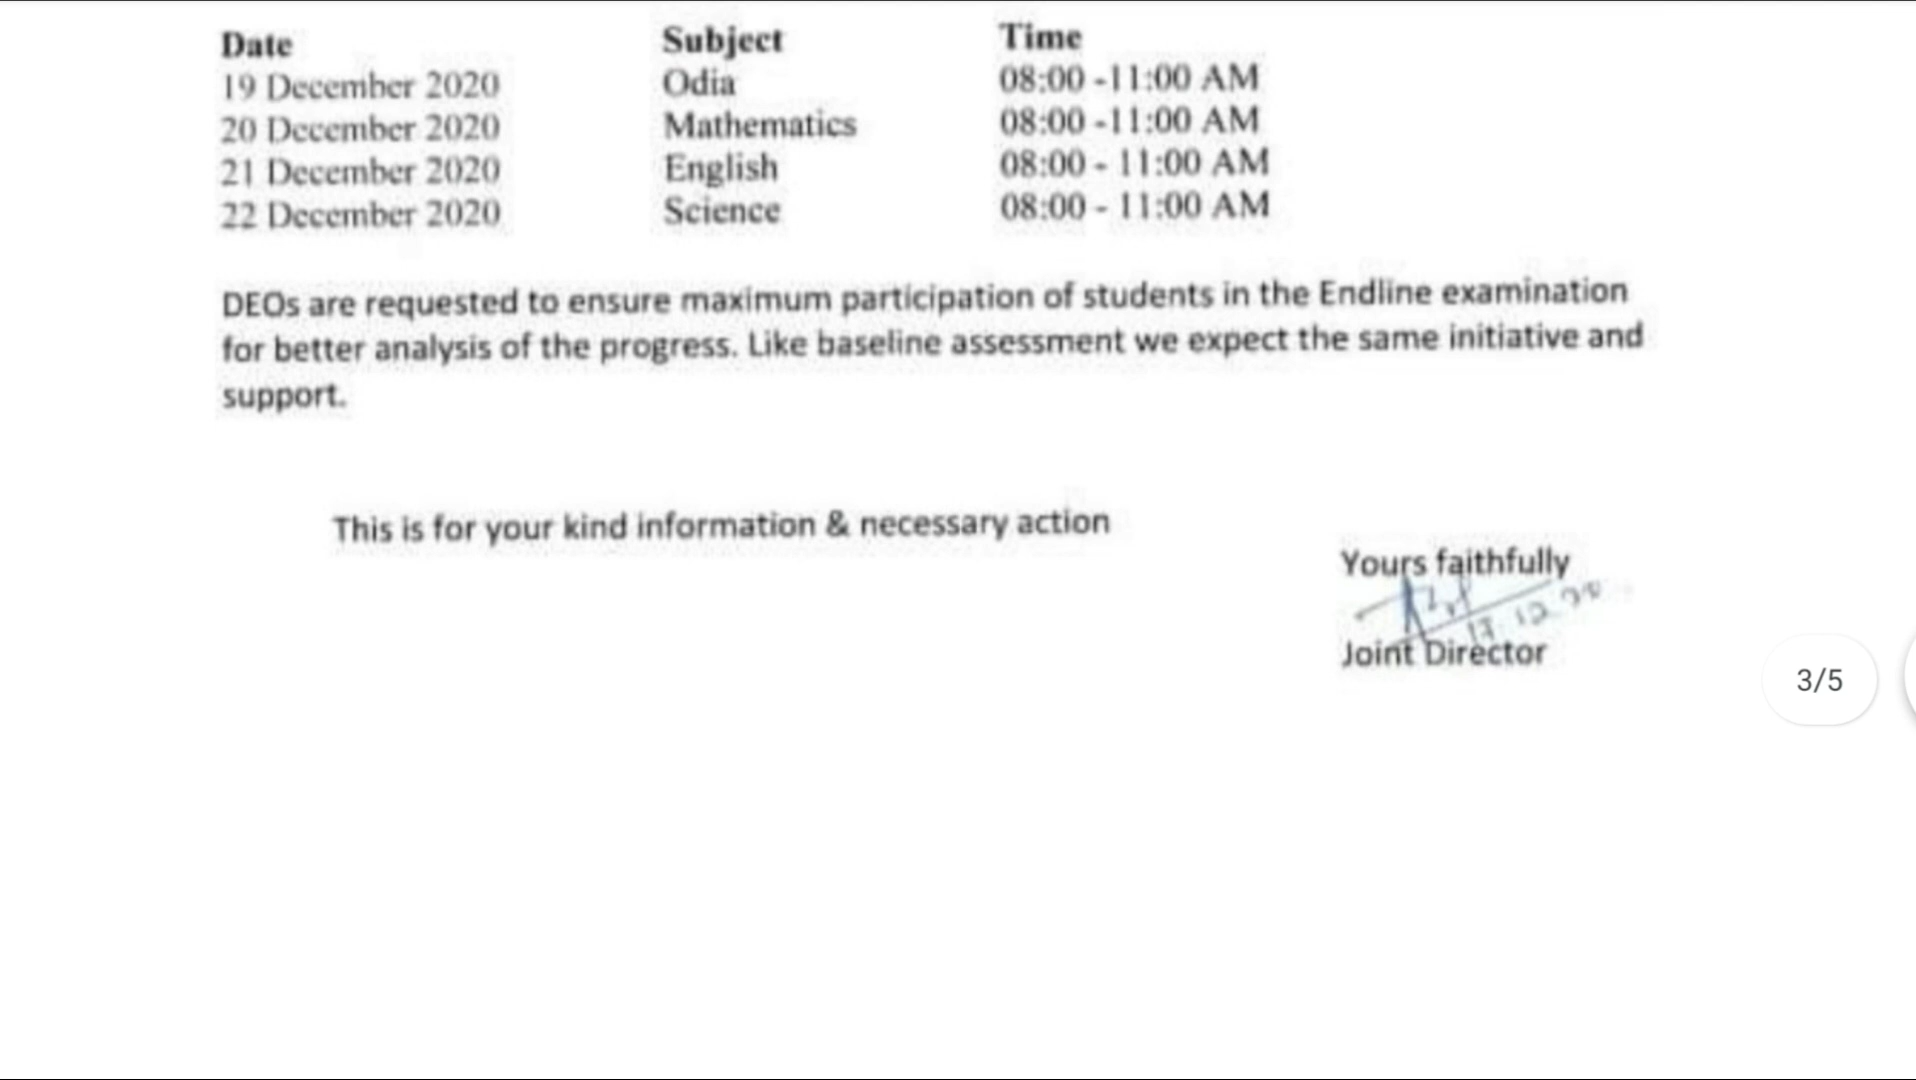 Date Subject Time
19 December 2020 Odia 08:00 -11:00 AM
20 December 2020 Mathematics 08:00 -11:00 AM
21 December 2020 English 08:00 - 11:00 AM
22 December 2020 Science 08:00 - 11:00 AM
DEOs are requested to ensure maximum participation of students in the Endline examination
for better analysis of the progress. Like baseline assessment we expect the same initiative and
support.
This is for your kind information & necessary action
Yours faithfully
17.12.20
Joint Director
3/5